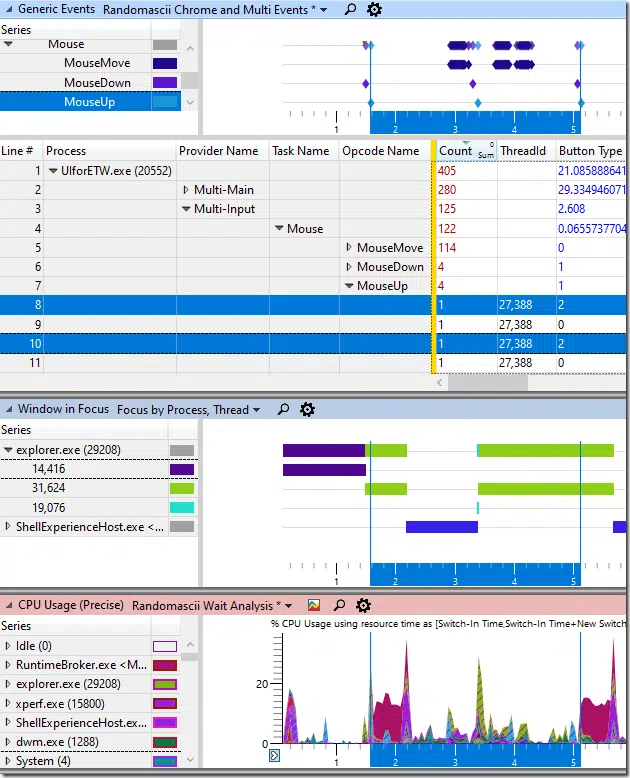 Generic Events Randomascii Chrome and Multi Events *
Series
Mouse
MouseMove
MouseDown
MouseUp
1 2 3 4 5
Line # Process Provider Name Task Name Opcode Name Count 0 Sum ThreadId Button Type
1 UIforETW.exe (20552) 405 21.085888641
2 Multi-Main 280 29.334946071
3 Multi-Input 125 2.608
4 Mouse 122 0.0655737704
5 MouseMove 114 0
6 MouseDown 4 1
7 MouseUp 4 1
8 1 27,388 2
9 1 27,388 0
10 1 27,388 2
11 1 27,388 0
Window in Focus Focus by Process, Thread
Series
explorer.exe (29208)
14,416
31,624
19,076
ShellExperienceHost.exe <...
1 2 3 4 5
CPU Usage (Precise) Randomascii Wait Analysis *
Series
% CPU Usage using resource time as [Switch-In Time,Switch-In Time+New Switch
Idle (0)
RuntimeBroker.exe <M...
explorer.exe (29208)
20
xperf.exe (15800)
ShellExperienceHost.ex...
dwm.exe (1288)
0
System (4)
1 2 3 4 5